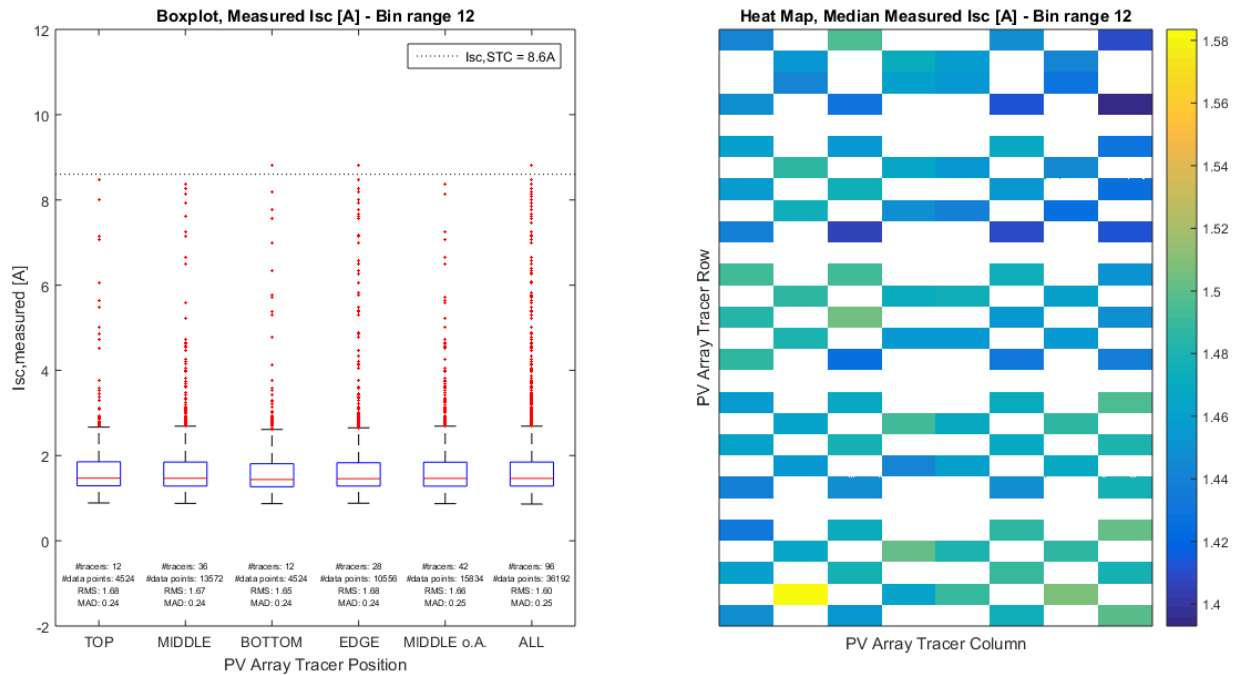 Boxplot, Measured Isc [A] - Bin range 12
Isc,STC = 8.6A
12
10
8
6
4
2
0
-2
Isc,measured [A]
#tracers: 12
#data points: 4524
RMS: 1.68
MAD: 0.24
#tracers: 36
#data points: 13572
RMS: 1.67
MAD: 0.24
#tracers: 12
#data points: 4524
RMS: 1.65
MAD: 0.24
#tracers: 28
#data points: 10556
RMS: 1.68
MAD: 0.24
#tracers: 42
#data points: 15834
RMS: 1.66
MAD: 0.25
#tracers: 96
#data points: 36192
RMS: 1.60
MAD: 0.25
TOP MIDDLE BOTTOM EDGE MIDDLE o.A. ALL
PV Array Tracer Position
Heat Map, Median Measured Isc [A] - Bin range 12
PV Array Tracer Row
PV Array Tracer Column
1.58
1.56
1.54
1.52
1.5
1.48
1.46
1.44
1.42
1.4